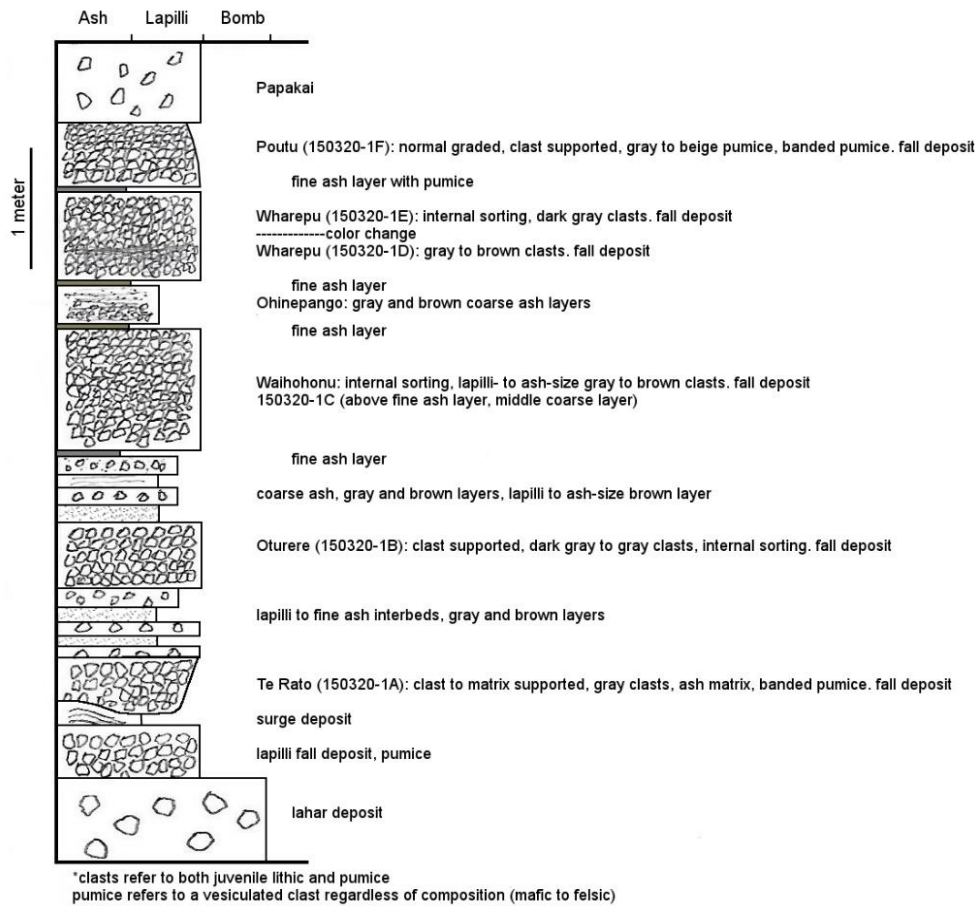 Ash Lapilli Bomb
1 meter
Papakai
Poutu (150320-1F): normal graded, clast supported, gray to beige pumice, banded pumice. fall deposit
fine ash layer with pumice
Wharepu (150320-1E): internal sorting, dark gray clasts. fall deposit
-------------color change
Wharepu (150320-1D): gray to brown clasts. fall deposit
fine ash layer
Ohinepango: gray and brown coarse ash layers
fine ash layer
Waihohonu: internal sorting, lapilli- to ash-size gray to brown clasts. fall deposit
150320-1C (above fine ash layer, middle coarse layer)
fine ash layer
coarse ash, gray and brown layers, lapilli to ash-size brown layer
Oturere (150320-1B): clast supported, dark gray to gray clasts, internal sorting. fall deposit
lapilli to fine ash interbeds, gray and brown layers
Te Rato (150320-1A): clast to matrix supported, gray clasts, ash matrix, banded pumice. fall deposit
surge deposit
lapilli fall deposit, pumice
lahar deposit
*clasts refer to both juvenile lithic and pumice
pumice refers to a vesiculated clast regardless of composition (mafic to felsic)